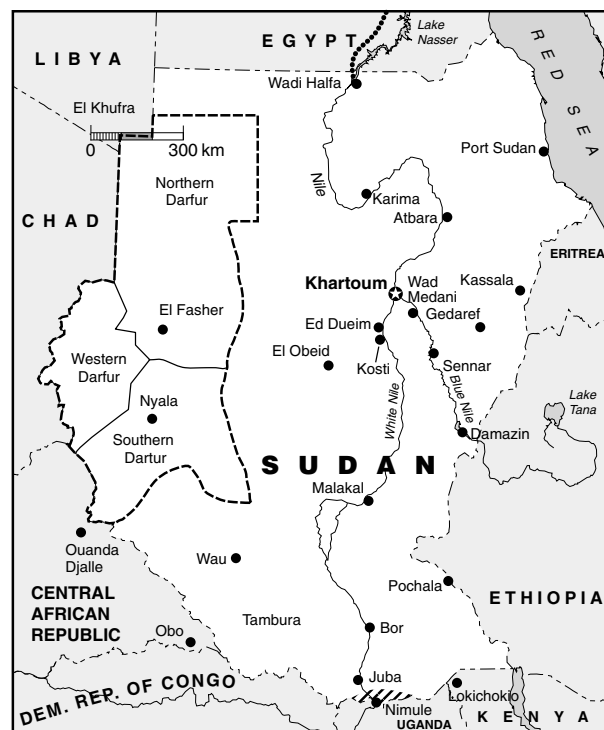 EGYPT
Lake
Nasser
LIBYA
Wadi Halfa
RED SEA
El Khufra
0 300 km
Port Sudan
Northern
Darfur
Nile
Karima
Atbara
CHAD
ERITREA
Khartoum
Wad
Medani
Kassala
Gedaref
El Fasher
Ed Dueim
El Obeid
Kosti
Sennar
Western
Darfur
White Nile
Blue Nile
Lake
Tana
Nyala
Southern
Dartur
Damazin
SUDAN
Malakal
Ouanda
Djalle
Wau
Pochala
CENTRAL
AFRICAN
REPUBLIC
ETHIOPIA
Tambura
Bor
Obo
Juba
Lokichokio
DEM. REP. OF CONGO
Nimule
UGANDA
KENYA